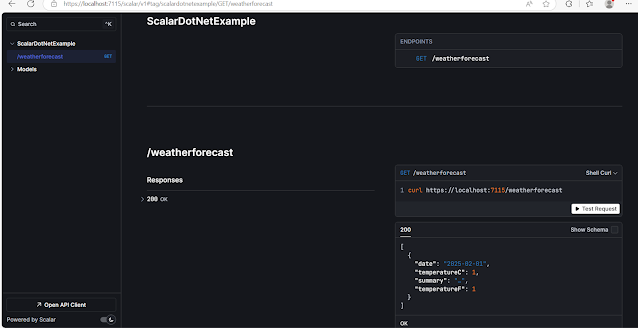 https://localhost:7115/scalar/v1#tag/scalardotnetexample/GET/weatherforecast
Search
^K
ScalarDotNetExample
/weatherforecast GET
Models
Open API Client
Powered by Scalar
ScalarDotNetExample
ENDPOINTS
GET /weatherforecast
/weatherforecast
Responses
200 OK
GET /weatherforecast Shell Curl
1 curl https://localhost:7115/weatherforecast
Test Request
200 Show Schema
[
{
"date": "2025-02-01",
"temperatureC": 1,
"summary": "…",
"temperatureF": 1
}
]
OK